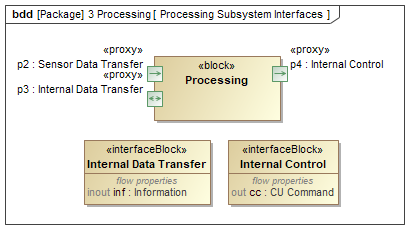 bdd [Package] 3 Processing [ Processing Subsystem Interfaces ]
«proxy»
p2 : Sensor Data Transfer
«proxy»
p3 : Internal Data Transfer
«block»
Processing
«proxy»
p4 : Internal Control
«interfaceBlock»
Internal Data Transfer
flow properties
inout inf : Information
«interfaceBlock»
Internal Control
flow properties
out cc : CU Command